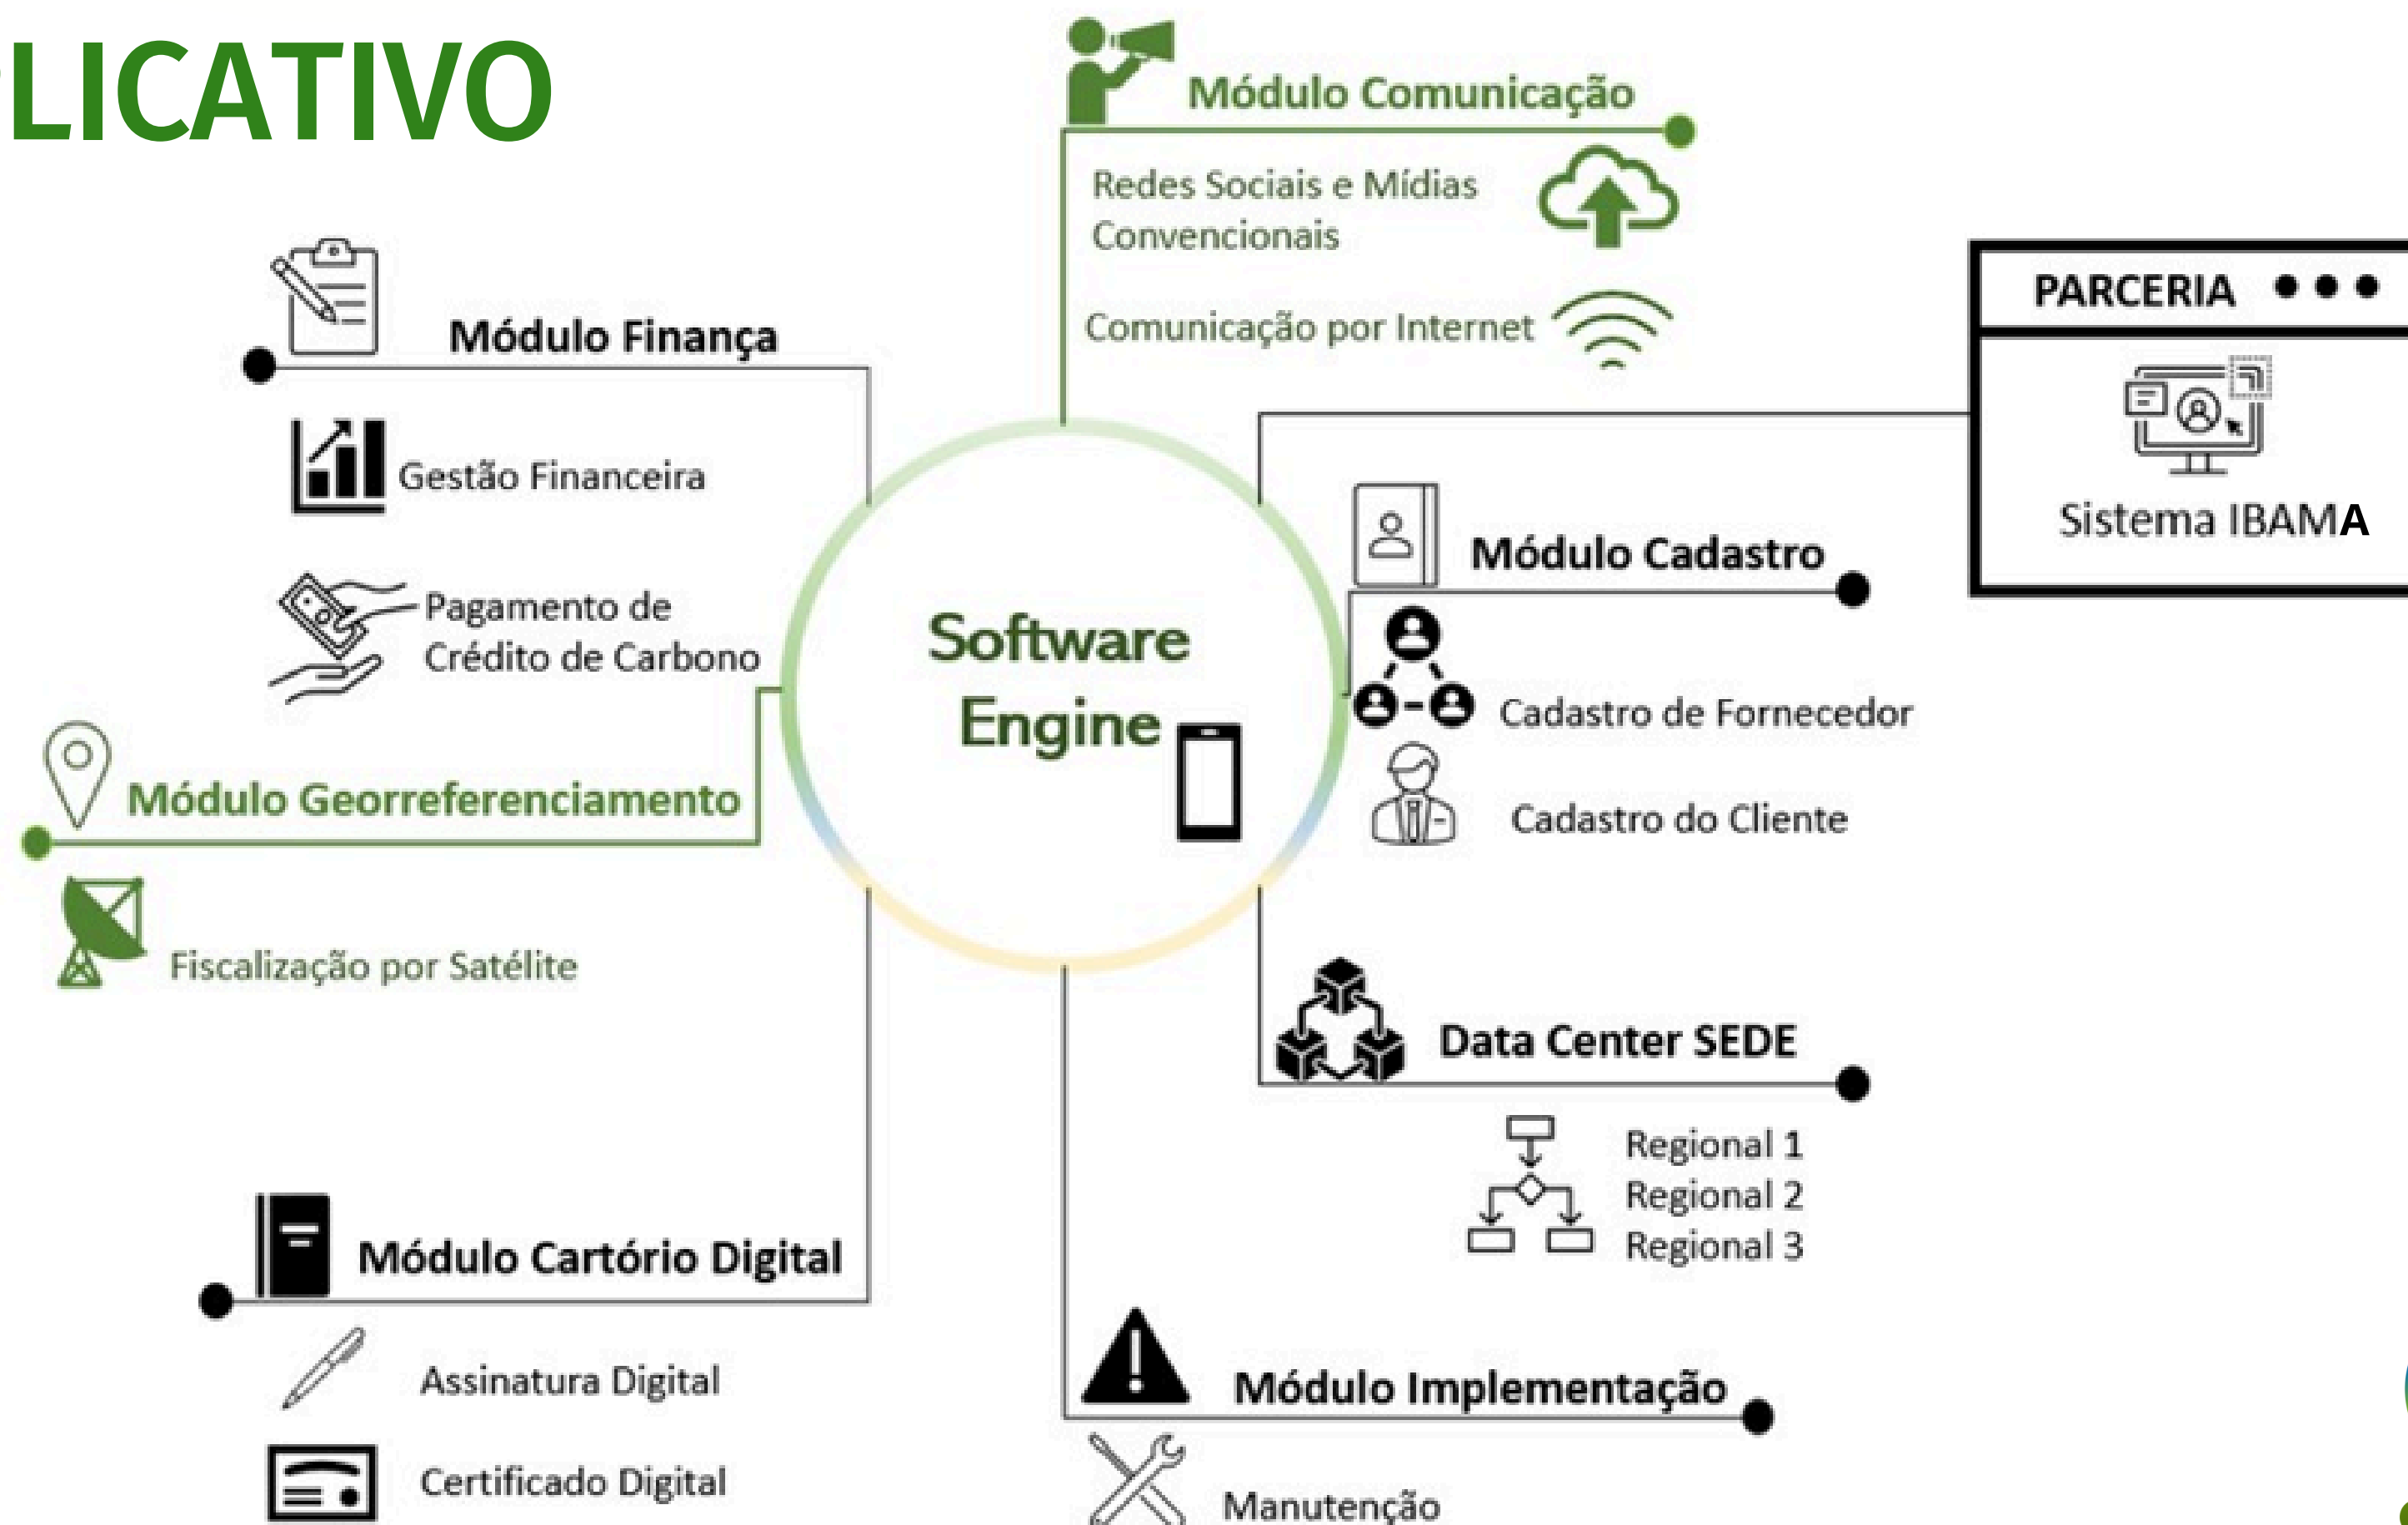 PLICATIVO
Módulo Comunicação
Redes Sociais e Mídias
Convencionais
Comunicação por Internet
PARCERIA
Sistema IBAMA
Módulo Finança
Gestão Financeira
Pagamento de
Crédito de Carbono
Software
Engine
Módulo Cadastro
Cadastro de Fornecedor
Cadastro do Cliente
Módulo Georreferenciamento
Fiscalização por Satélite
Data Center SEDE
Regional 1
Regional 2
Regional 3
Módulo Cartório Digital
Assinatura Digital
Certificado Digital
Módulo Implementação
Manutenção